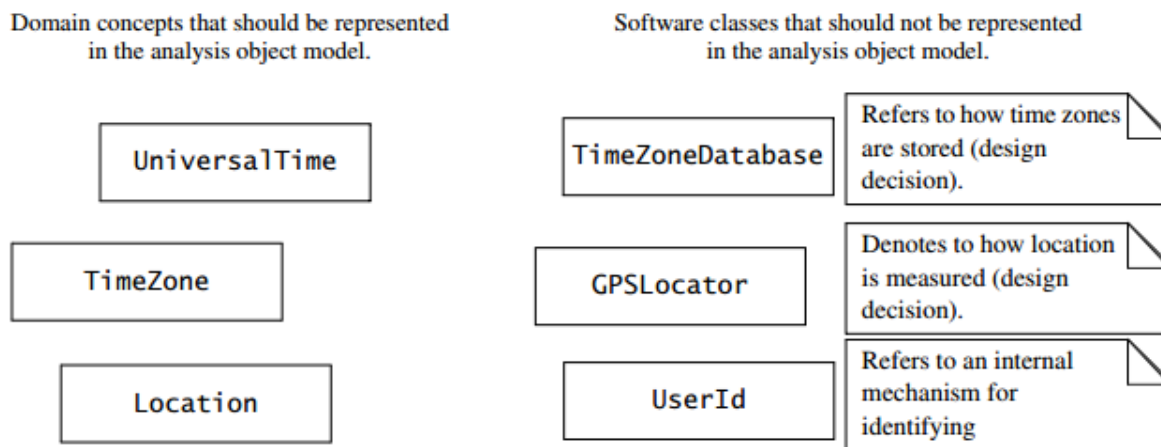 Domain concepts that should be represented
in the analysis object model.
Software classes that should not be represented
in the analysis object model.
UniversalTime
TimeZoneDatabase
Refers to how time zones
are stored (design
decision).
TimeZone
GPSLocator
Denotes to how location
is measured (design
decision).
Location
UserId
Refers to an internal
mechanism for
identifying